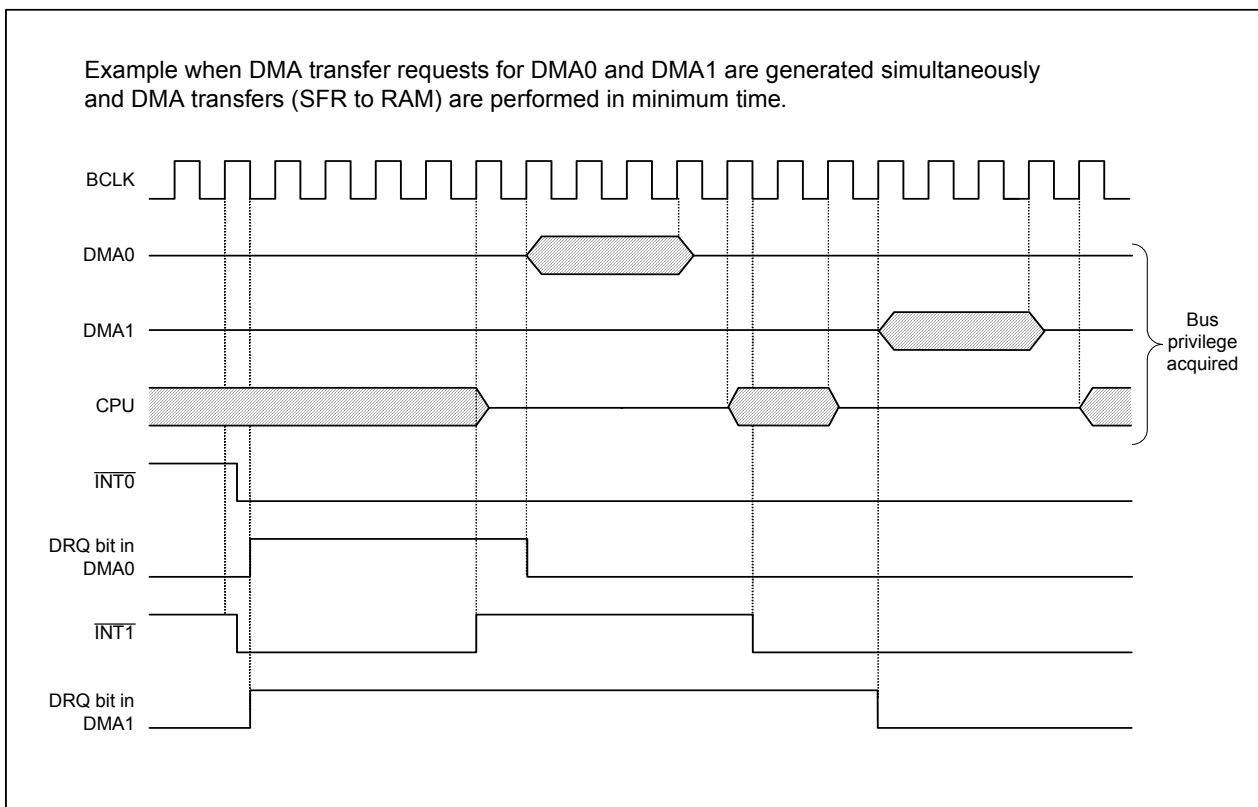 Example when DMA transfer requests for DMA0 and DMA1 are generated simultaneously
and DMA transfers (SFR to RAM) are performed in minimum time.
BCLK
DMA0
DMA1
CPU
Bus
privilege
acquired
INT0
DRQ bit in
DMA0
INT1
DRQ bit in
DMA1